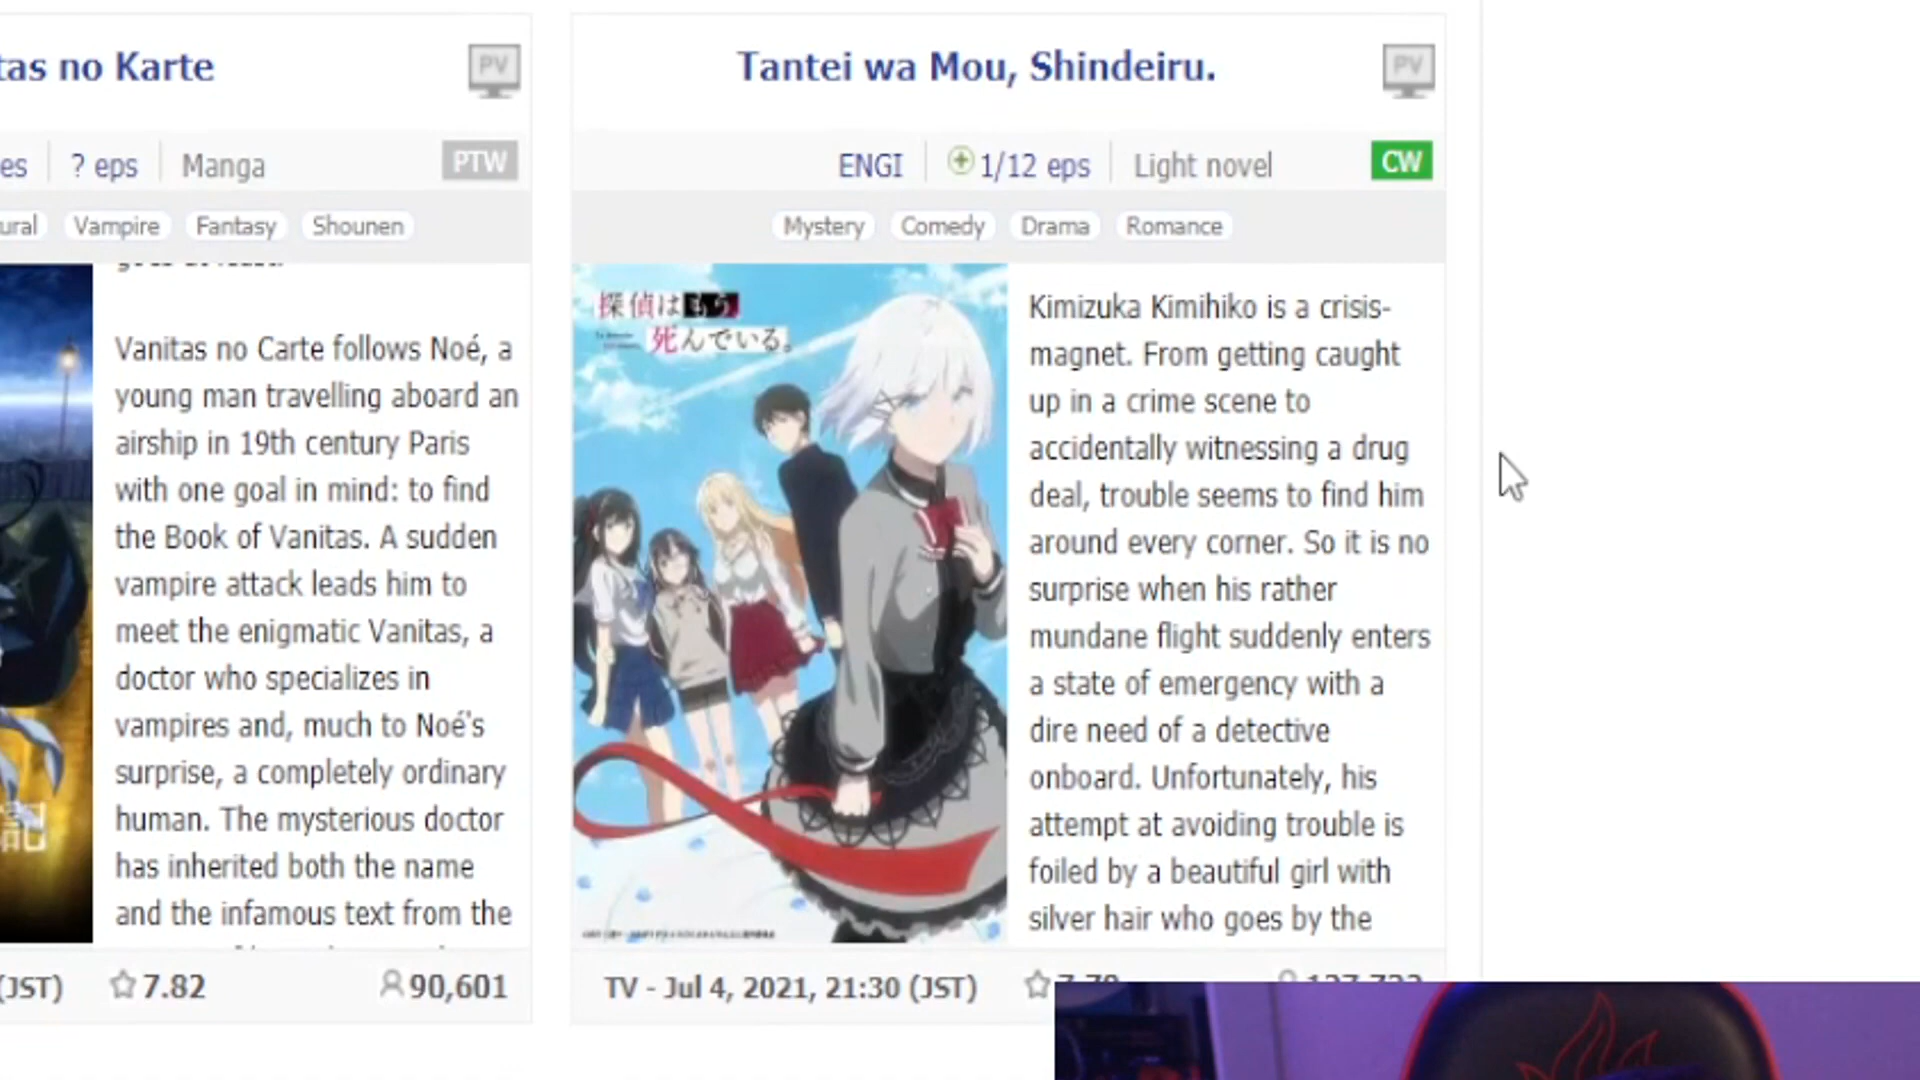 tas no Karte
PV
es
? eps
Manga
PTW
ural
Vampire
Fantasy
Shounen
Vanitas no Carte follows Noé, a
young man travelling aboard an
airship in 19th century Paris
with one goal in mind: to find
the Book of Vanitas. A sudden
vampire attack leads him to
meet the enigmatic Vanitas, a
doctor who specializes in
vampires and, much to Noé's
surprise, a completely ordinary
human. The mysterious doctor
has inherited both the name
and the infamous text from the
記
(JST)
7.82
90,601
Tantei wa Mou, Shindeiru.
PV
ENGI
1/12 eps
Light novel
CW
Mystery
Comedy
Drama
Romance
探偵はもう
死んでいる。
Kimizuka Kimihiko is a crisis-
magnet. From getting caught
up in a crime scene to
accidentally witnessing a drug
deal, trouble seems to find him
around every corner. So it is no
surprise when his rather
mundane flight suddenly enters
a state of emergency with a
dire need of a detective
onboard. Unfortunately, his
attempt at avoiding trouble is
foiled by a beautiful girl with
silver hair who goes by the
TV - Jul 4, 2021, 21:30 (JST)